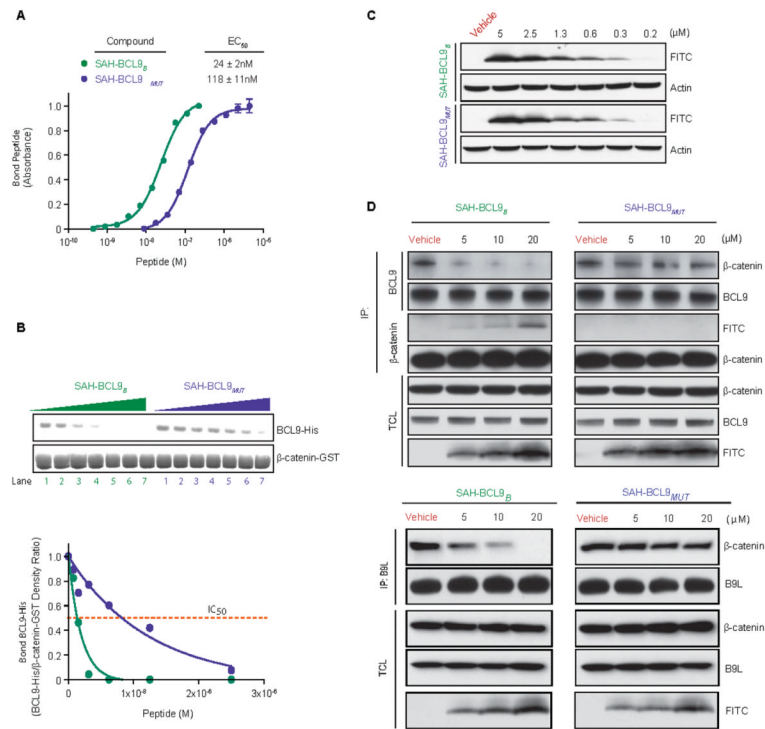 A
Compound EC50
SAH-BCL9B 24 ± 2nM
SAH-BCL9MUT 118 ± 11nM
Bond Peptide
(Absorbance)
1.0
0.8
0.6
0.4
0.2
0.0
10-10 10-9 10-8 10-7 10-6 10-5
Peptide (M)
B
SAH-BCL9B SAH-BCL9MUT
BCL9-His
β-catenin-GST
Lane 1 2 3 4 5 6 7 1 2 3 4 5 6 7
Bond BCL9-His
(BCL9-His/β-catenin-GST Density Ratio)
1.0
0.8
0.6
0.4
0.2
0.0
IC50
0 1×10-6 2×10-6 3×10-6
Peptide (M)
C
Vehicle 5 2.5 1.3 0.6 0.3 0.2 (μM)
SAH-BCL9B
FITC
Actin
SAH-BCL9MUT
FITC
Actin
D
SAH-BCL9B SAH-BCL9MUT
Vehicle 5 10 20 Vehicle 5 10 20 (μM)
IP:
BCL9
β-catenin
BCL9
β-catenin
FITC
β-catenin
TCL
β-catenin
BCL9
FITC
SAH-BCL9B SAH-BCL9MUT
Vehicle 5 10 20 Vehicle 5 10 20 (μM)
IP: B9L
β-catenin
B9L
TCL
β-catenin
B9L
FITC